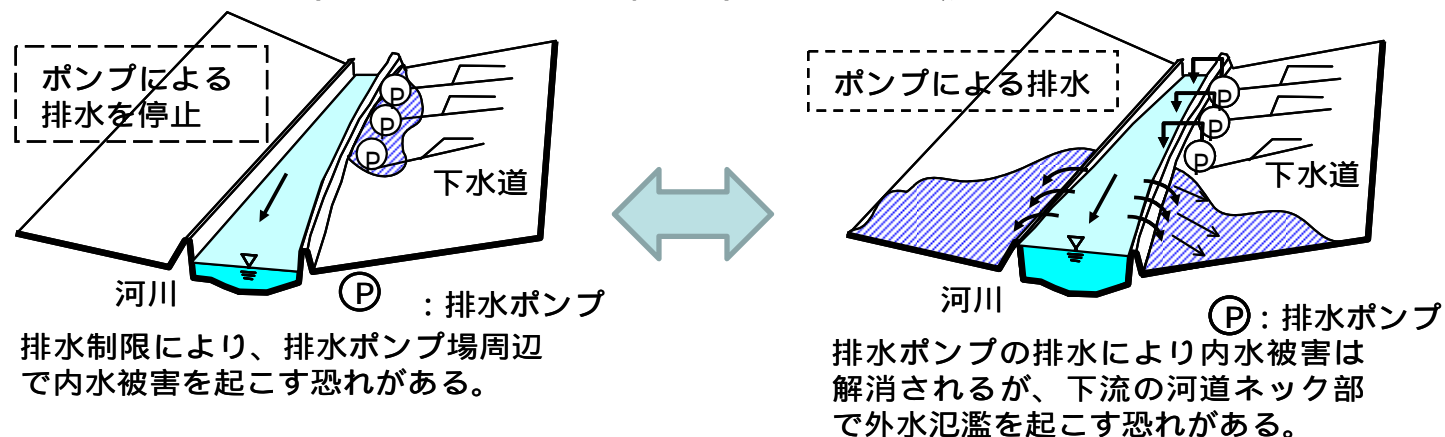 ポンプによる
排水を停止
P
P
P
下水道
河川
P：排水ポンプ
排水制限により、排水ポンプ場周辺
で内水被害を起こす恐れがある。
ポンプによる排水
P
P
P
下水道
河川
P：排水ポンプ
排水ポンプの排水により内水被害は
解消されるが、下流の河道ネック部
で外水氾濫を起こす恐れがある。